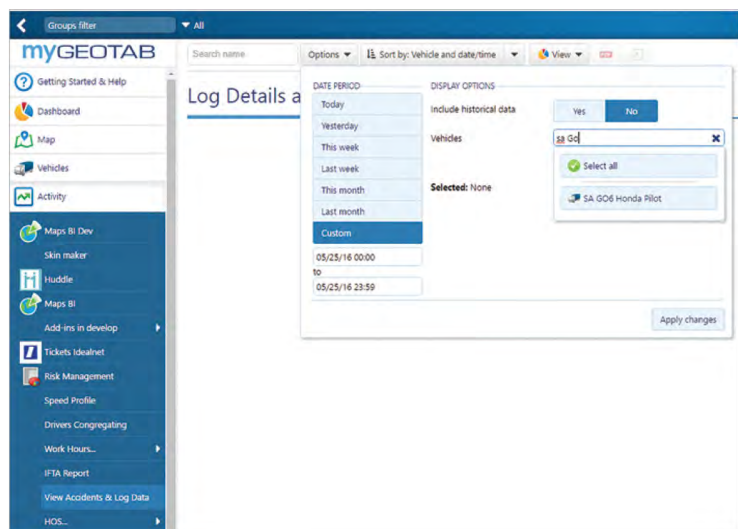 Groups filter
All
myGEOTAB
Search name
Options
Sort by: Vehicle and date/time
View
Getting Started & Help
Dashboard
Map
Vehicles
Activity
Maps BI Dev
Skin maker
Huddle
Maps BI
Add-ins in develop
Tickets Idealnet
Risk Management
Speed Profile
Drivers Congregating
Work Hours...
IFTA Report
View Accidents & Log Data
HOS...
Log Details a
DATE PERIOD
Today
Yesterday
This week
Last week
This month
Last month
Custom
05/25/16 00:00
to
05/25/16 23:59
DISPLAY OPTIONS
Include historical data
Yes
No
Vehicles
sa Go
Select all
Selected: None
SA GO6 Honda Pilot
Apply changes